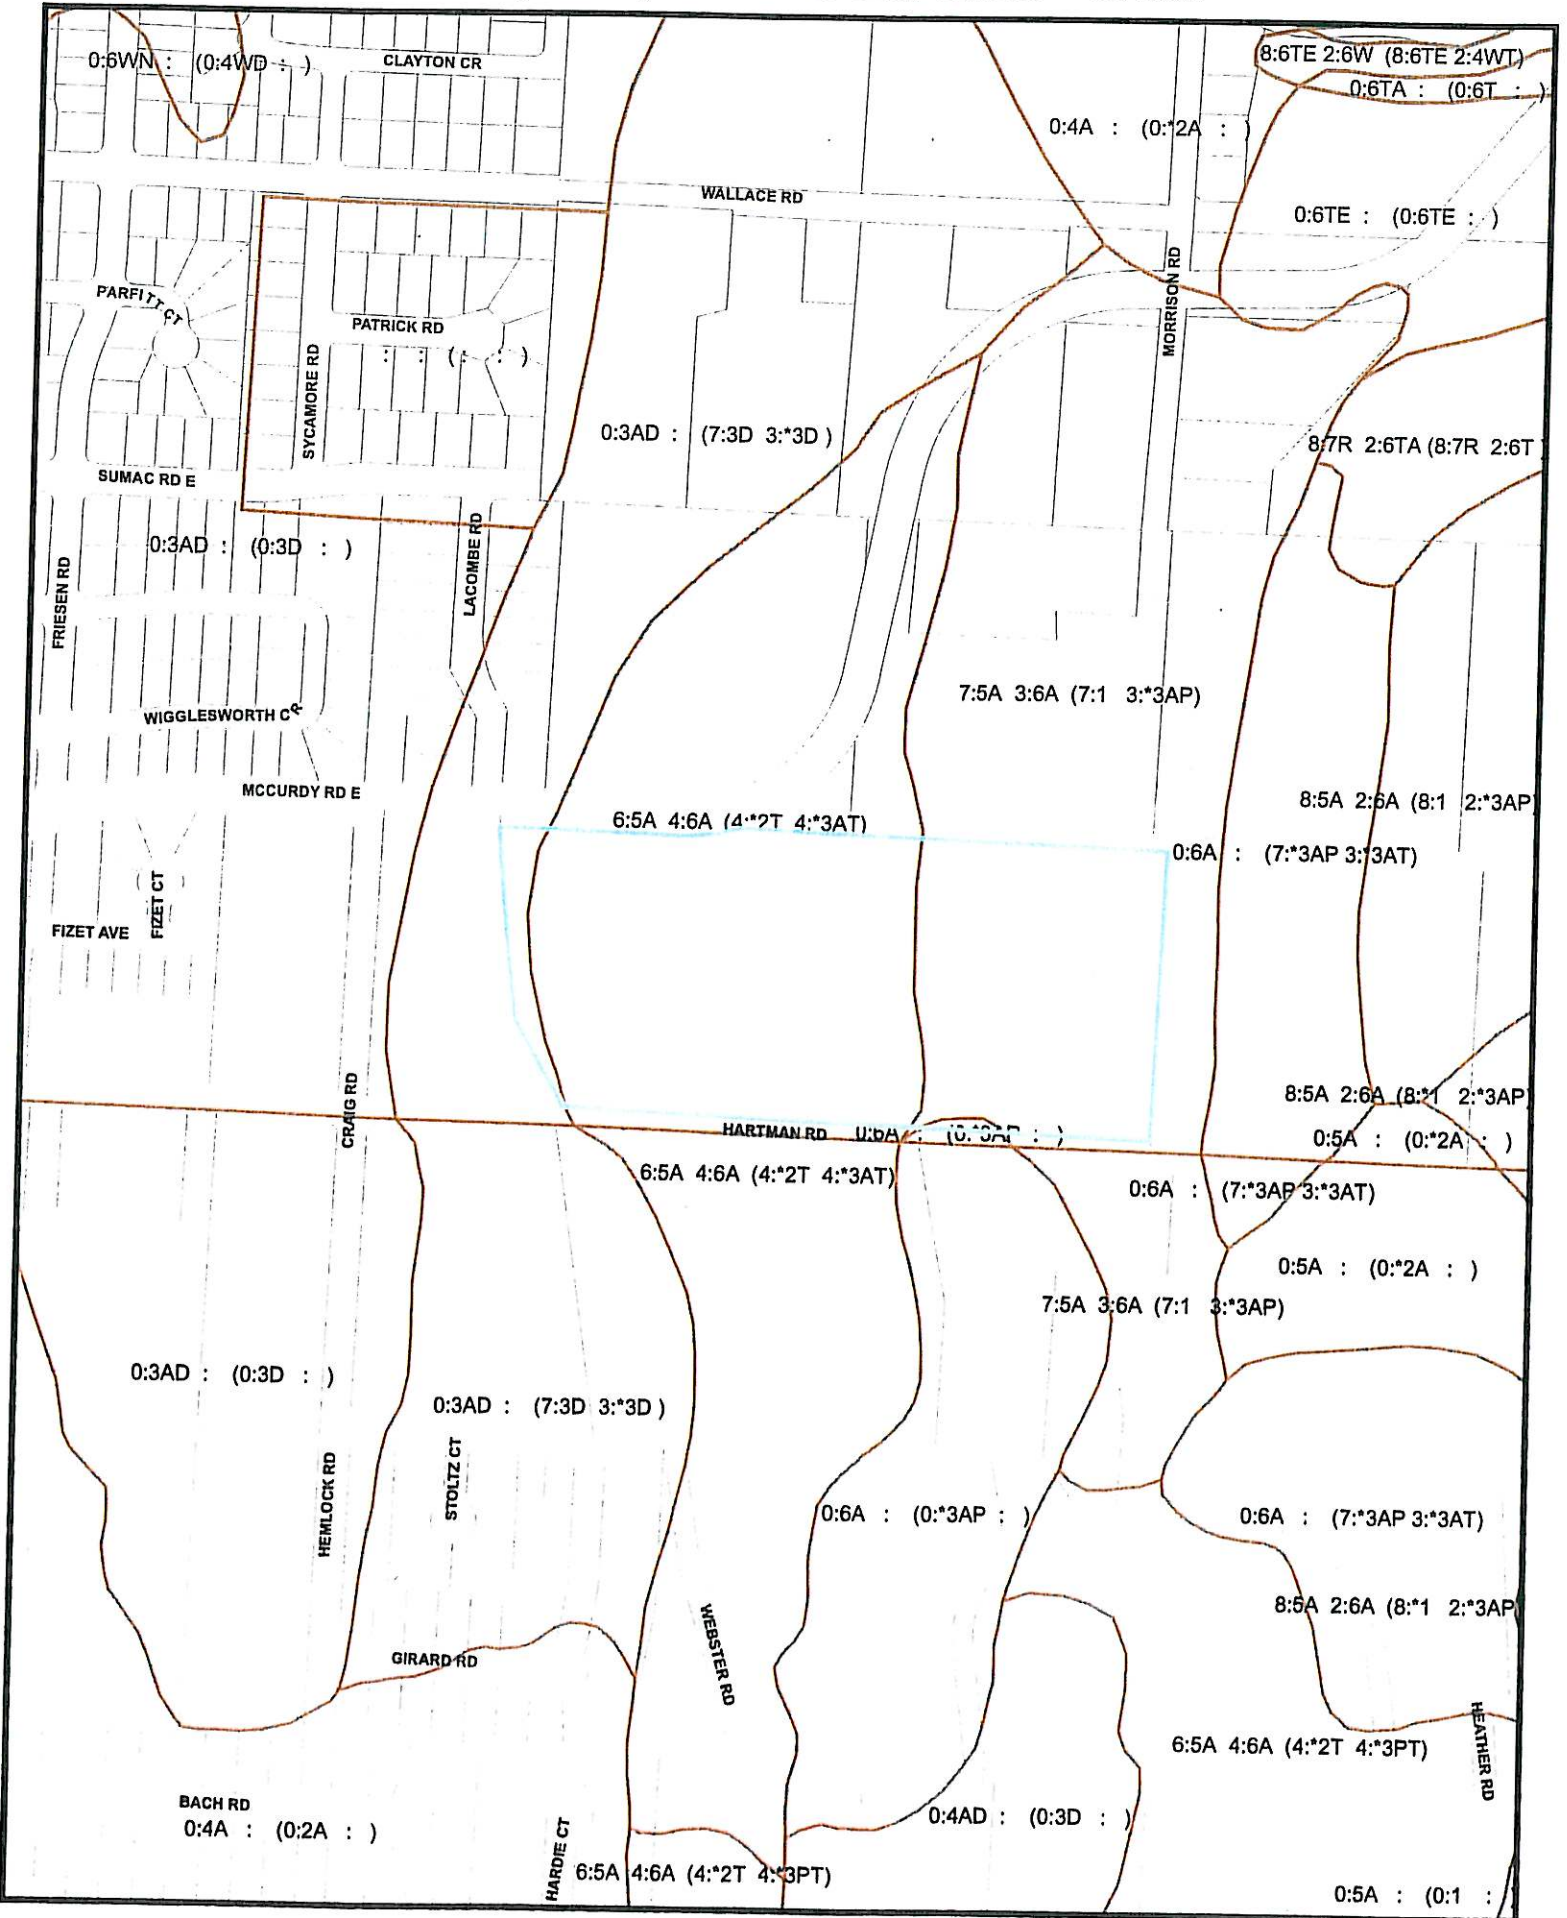 0:6WN : (0:4WD : )
CLAYTON CR
8:6TE 2:6W (8:6TE 2:4WT)
0:6TA : (0:6T : )
0:4A : (0:*2A : )
WALLACE RD
0:6TE : (0:6TE : )
MORRISON RD
PARFITT CT
PATRICK RD
: : ( : : )
SYCAMORE RD
0:3AD : (7:3D 3:*3D )
8:7R 2:6TA (8:7R 2:6T )
SUMAC RD E
0:3AD : (0:3D : )
LACOMBE RD
FRIESEN RD
7:5A 3:6A (7:1 3:*3AP)
WIGGLESWORTH CR
MCCURDY RD E
8:5A 2:6A (8:1 2:*3AP)
6:5A 4:6A (4:*2T 4:*3AT)
0:6A : (7:*3AP 3:*3AT)
FIZET CT
FIZET AVE
CRAIG RD
8:5A 2:6A (8:*1 2:*3AP)
HARTMAN RD
0:6A : (0:*3AP : )
0:5A : (0:*2A : )
6:5A 4:6A (4:*2T 4:*3AT)
0:6A : (7:*3AP 3:*3AT)
0:5A : (0:*2A : )
7:5A 3:6A (7:1 3:*3AP)
0:3AD : (0:3D : )
0:3AD : (7:3D 3:*3D )
HEMLOCK RD
STOLTZ CT
0:6A : (0:*3AP : )
0:6A : (7:*3AP 3:*3AT)
8:5A 2:6A (8:*1 2:*3AP)
WEBSTER RD
GIRARD RD
HEATHER RD
6:5A 4:6A (4:*2T 4:*3PT)
BACH RD
0:4A : (0:2A : )
0:4AD : (0:3D : )
HARDIE CT
6:5A 4:6A (4:*2T 4:*3PT)
0:5A : (0:1 : )